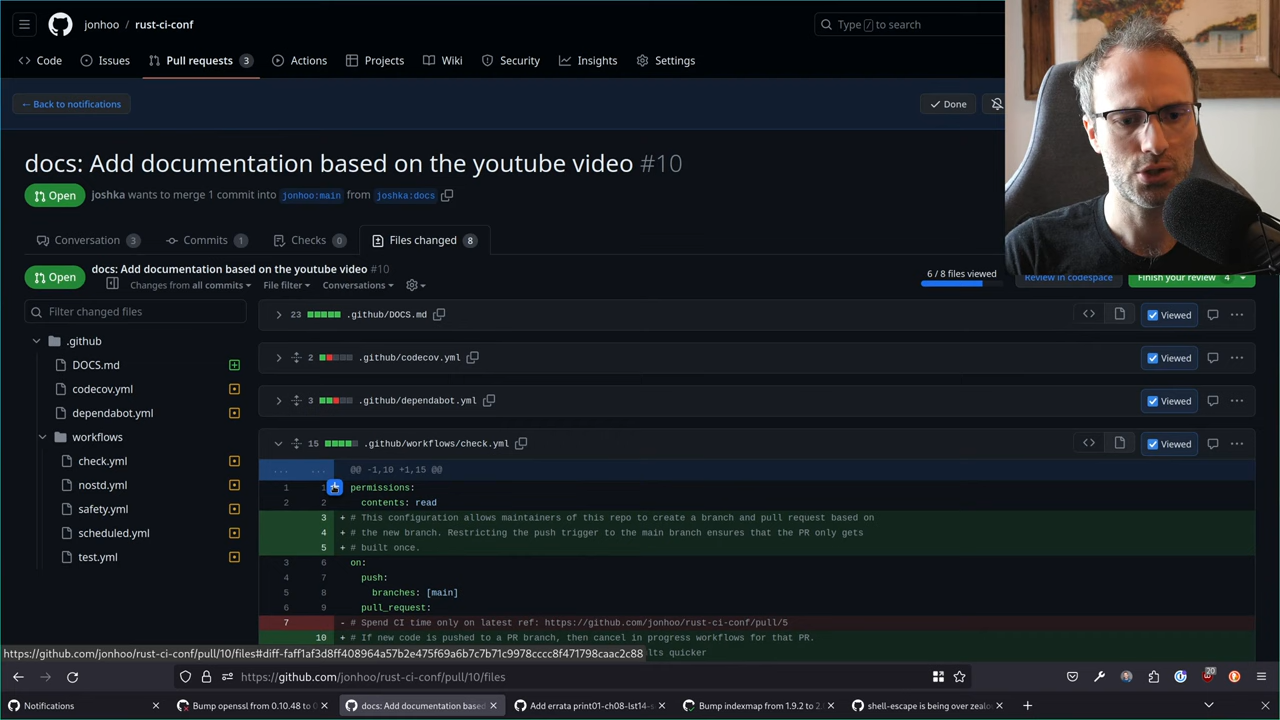 jonhoo / rust-ci-conf
Type / to search
Code Issues Pull requests 3 Actions Projects Wiki Security Insights Settings
← Back to notifications
Done
docs: Add documentation based on the youtube video #10
Open joshka wants to merge 1 commit into jonhoo:main from joshka:docs
Conversation 3 Commits 1 Checks 0 Files changed 8
Open
docs: Add documentation based on the youtube video #10
Changes from all commits File filter Conversations
6 / 8 files viewed
Review in codespace
Finish your review 4
Filter changed files
.github
DOCS.md
codecov.yml
dependabot.yml
workflows
check.yml
nostd.yml
safety.yml
scheduled.yml
test.yml
23 .github/DOCS.md Viewed
2 .github/codecov.yml Viewed
3 .github/dependabot.yml Viewed
15 .github/workflows/check.yml Viewed
... ... @@ -1,10 +1,15 @@
1 1 permissions:
2 2 contents: read
3 + # This configuration allows maintainers of this repo to create a branch and pull request based on
4 + # the new branch. Restricting the push trigger to the main branch ensures that the PR only gets
5 + # built once.
3 6 on:
4 7 push:
5 8 branches: [main]
6 9 pull_request:
7 - # Spend CI time only on latest ref: https://github.com/jonhoo/rust-ci-conf/pull/5
10 + # If new code is pushed to a PR branch, then cancel in progress workflows for that PR.
lts quicker
https://github.com/jonhoo/rust-ci-conf/pull/10/files#diff-faff1af3d8ff408964a57b2e475f69a6b7c7b71c9978cccc8f471798caac2c88
https://github.com/jonhoo/rust-ci-conf/pull/10/files
20
Notifications
Bump openssl from 0.10.48 to 0
docs: Add documentation based
Add errata print01-ch08-lst14-s
Bump indexmap from 1.9.2 to 2.
shell-escape is being over zealo